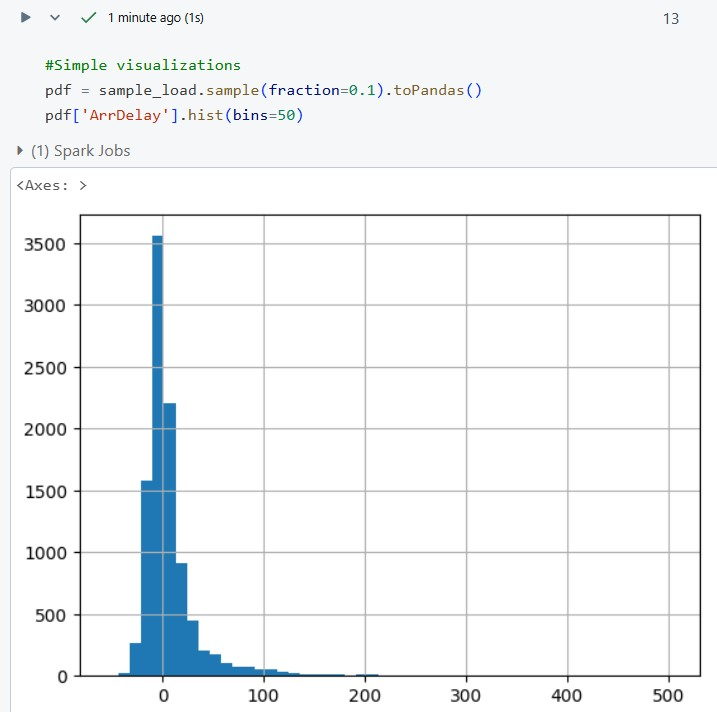 1 minute ago (1s)
13
#Simple visualizations
pdf = sample_load.sample(fraction=0.1).toPandas()
pdf['ArrDelay'].hist(bins=50)
(1) Spark Jobs
<Axes: >
3500
3000
2500
2000
1500
1000
500
0
0 100 200 300 400 500